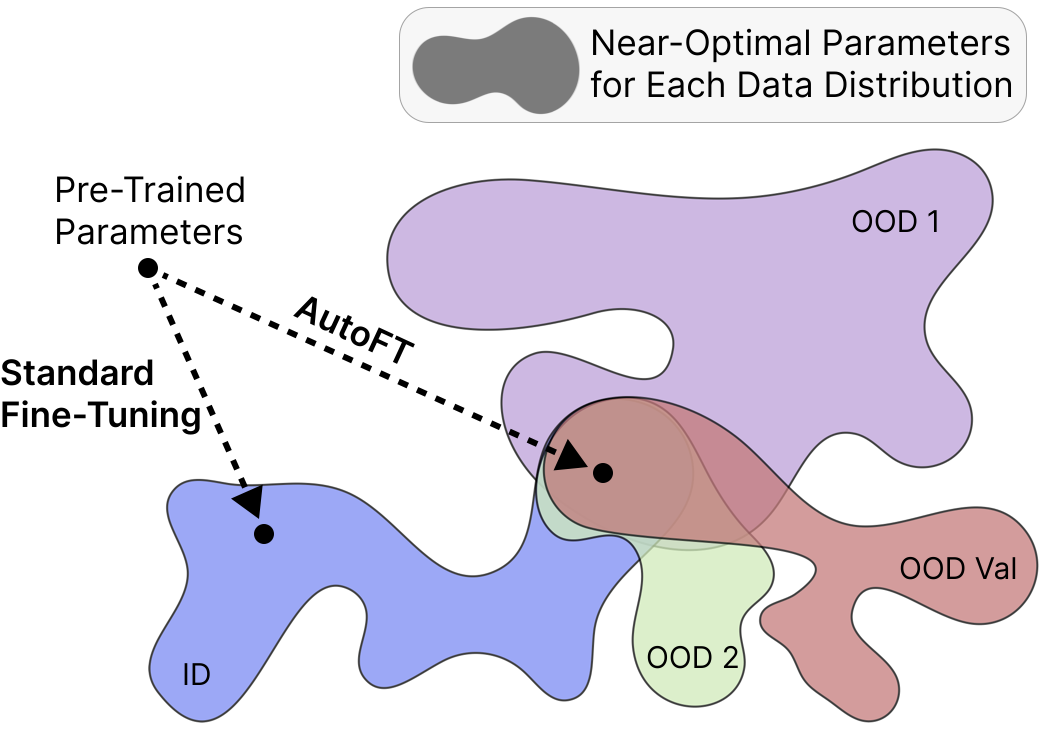 Near-Optimal Parameters
for Each Data Distribution
Pre-Trained
Parameters
OOD 1
AutoFT
Standard
Fine-Tuning
OOD Val
OOD 2
ID